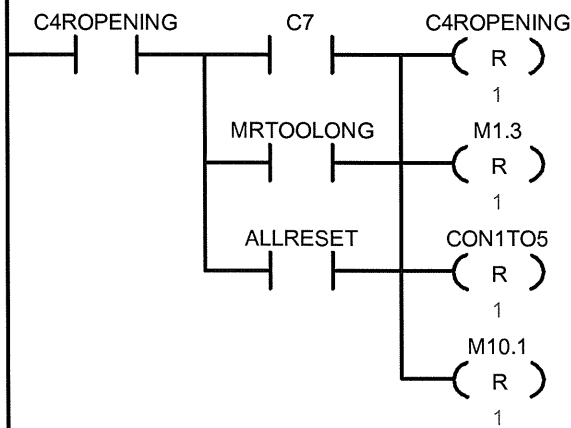 C4ROPENING C7 C4ROPENING
R
1
MRTOOLONG M1.3
R
1
ALLRESET CON1TO5
R
1
M10.1
R
1